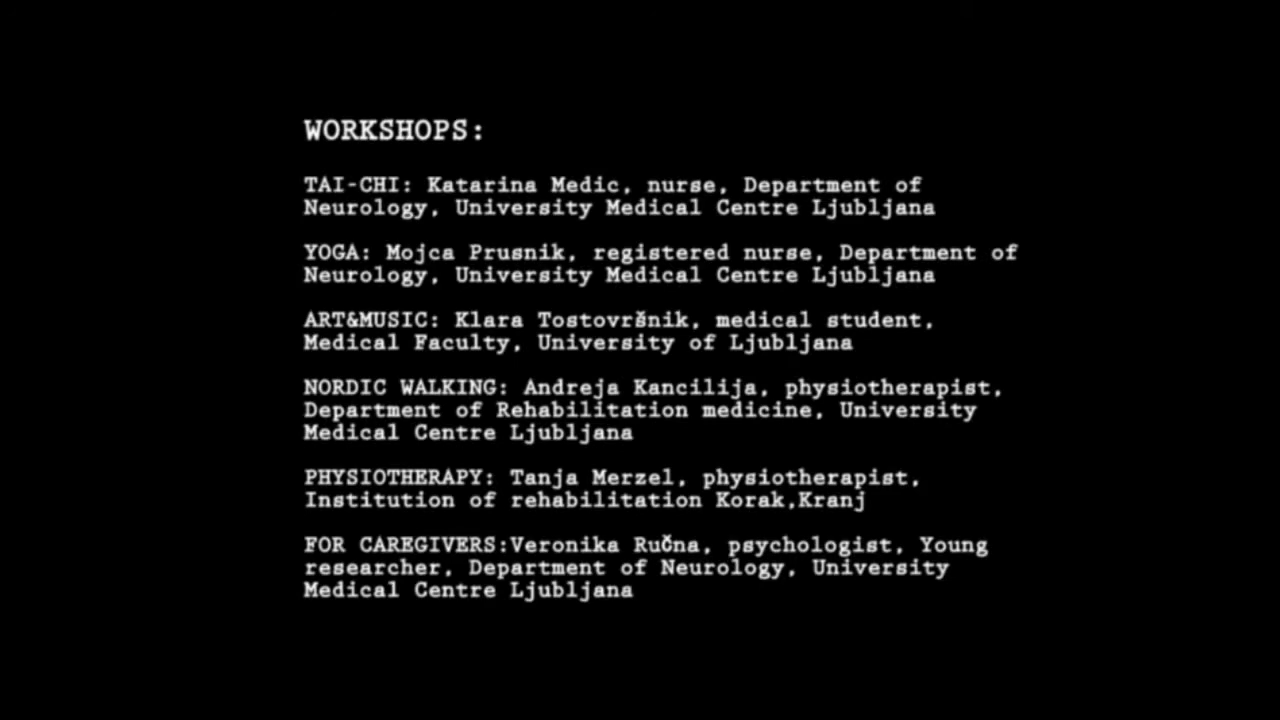 WORKSHOPS:
TAI-CHI: Katarina Medic, nurse, Department of
Neurology, University Medical Centre Ljubljana
YOGA: Mojca Prusnik, registered nurse, Department of
Neurology, University Medical Centre Ljubljana
ART&MUSIC: Klara Tostovršnik, medical student,
Medical Faculty, University of Ljubljana
NORDIC WALKING: Andreja Kancilija, physiotherapist,
Department of Rehabilitation medicine, University
Medical Centre Ljubljana
PHYSIOTHERAPY: Tanja Merzel, physiotherapist,
Institution of rehabilitation Korak,Kranj
FOR CAREGIVERS:Veronika Ručna, psychologist, Young
researcher, Department of Neurology, University
Medical Centre Ljubljana